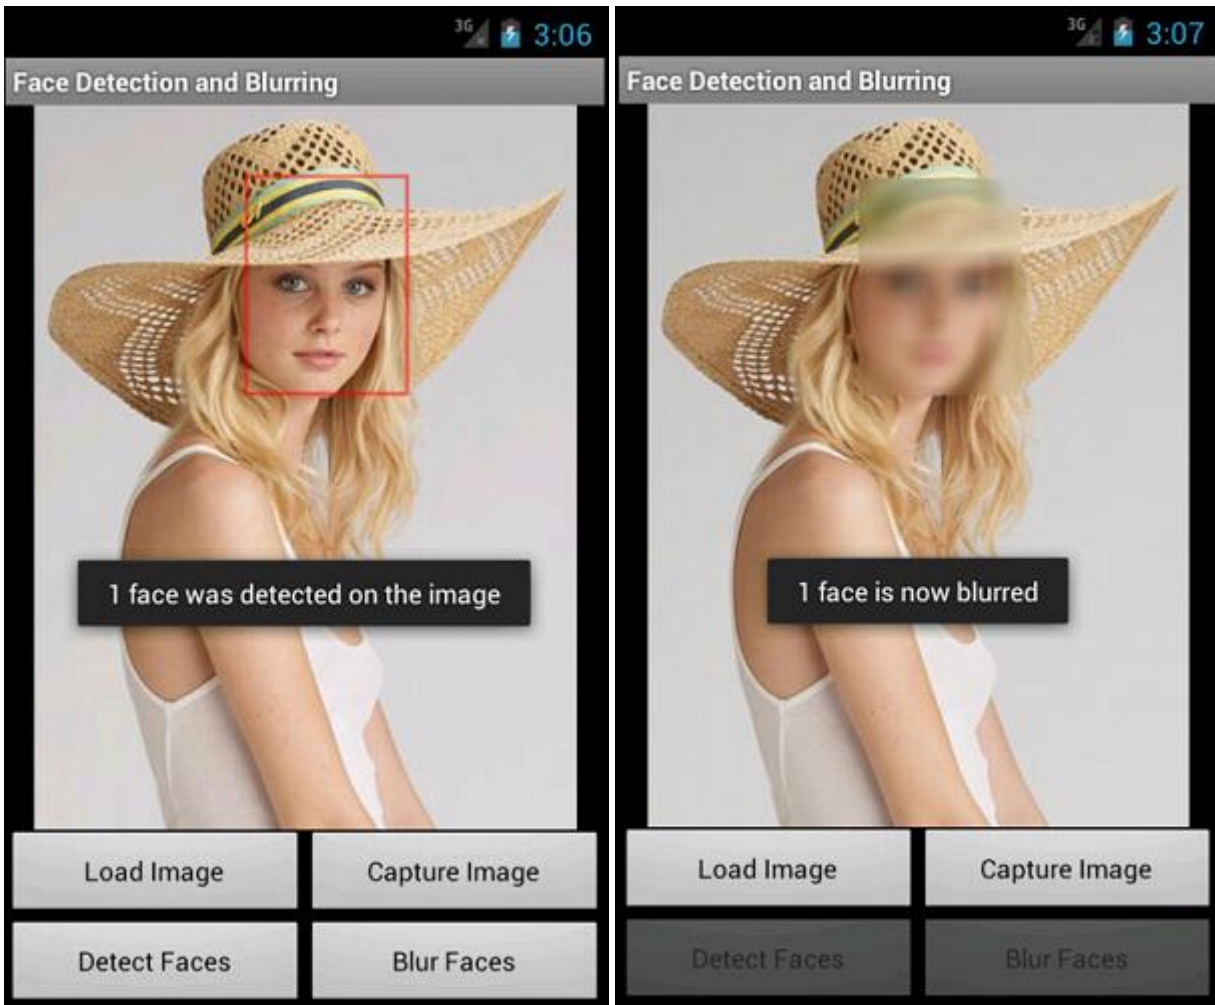 3G 3:06
Face Detection and Blurring
1 face was detected on the image
Load Image Capture Image
Detect Faces Blur Faces
3G 3:07
Face Detection and Blurring
1 face is now blurred
Load Image Capture Image
Detect Faces Blur Faces